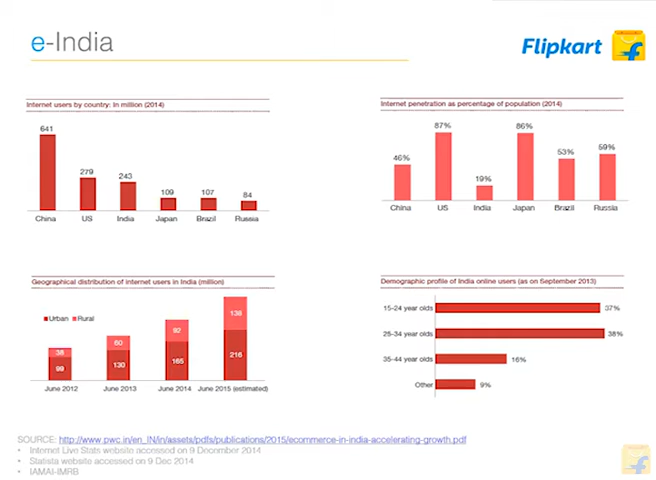 e-India
Flipkart
Internet users by country: In million (2014)
641
279
243
109
107
84
China US India Japan Brazil Russia
Internet penetration as percentage of population (2014)
46%
87%
19%
86%
53%
59%
China US India Japan Brazil Russia
Geographical distribution of internet users in India (million)
Urban Rural
38
99
60
130
92
165
138
216
June 2012 June 2013 June 2014 June 2015 (estimated)
Demographic profile of India online users (as on September 2013)
15-24 year olds 37%
25-34 year olds 38%
35-44 year olds 16%
Other 9%
SOURCE: http://www.pwc.in/en_IN/in/assets/pdfs/publications/2015/ecommerce-in-india-accelerating-growth.pdf
• Internet Live Stats website accessed on 9 December 2014
• Statista website accessed on 9 Dec 2014
• IAMAI-IMRB